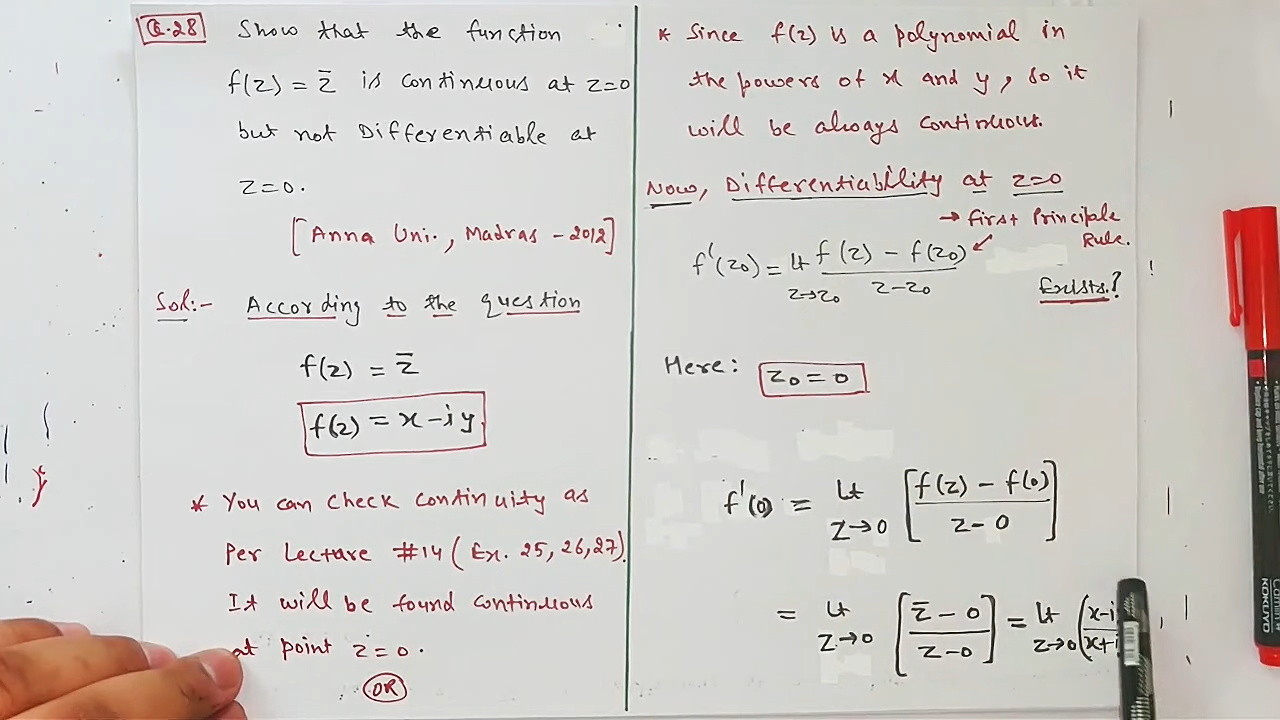 Q.28 Show that the function
f(z) = z̄ is continuous at z=0
but not Differentiable at
z=0.
[Anna Uni., Madras - 2012]
Sol:- According to the question
f(z) = z̄
f(z) = x - iy
* You can check continuity as
Per Lecture #14 (Ex. 25, 26, 27).
It will be found continuous
at point z=0.
OR
* Since f(z) is a polynomial in
the powers of x and y, so it
will be always continuous.
Now, Differentiability at z=0
→ First Principle
Rule.
f'(z0) = Lt z→z0 f(z) - f(z0) / z-z0
Exists?
Here: z0 = 0
f'(0) = Lt z→0 [f(z) - f(0) / z-0]
= Lt z→0 [z̄ - 0 / z-0] = Lt z→0 (x-i / x+i
KOKUYO